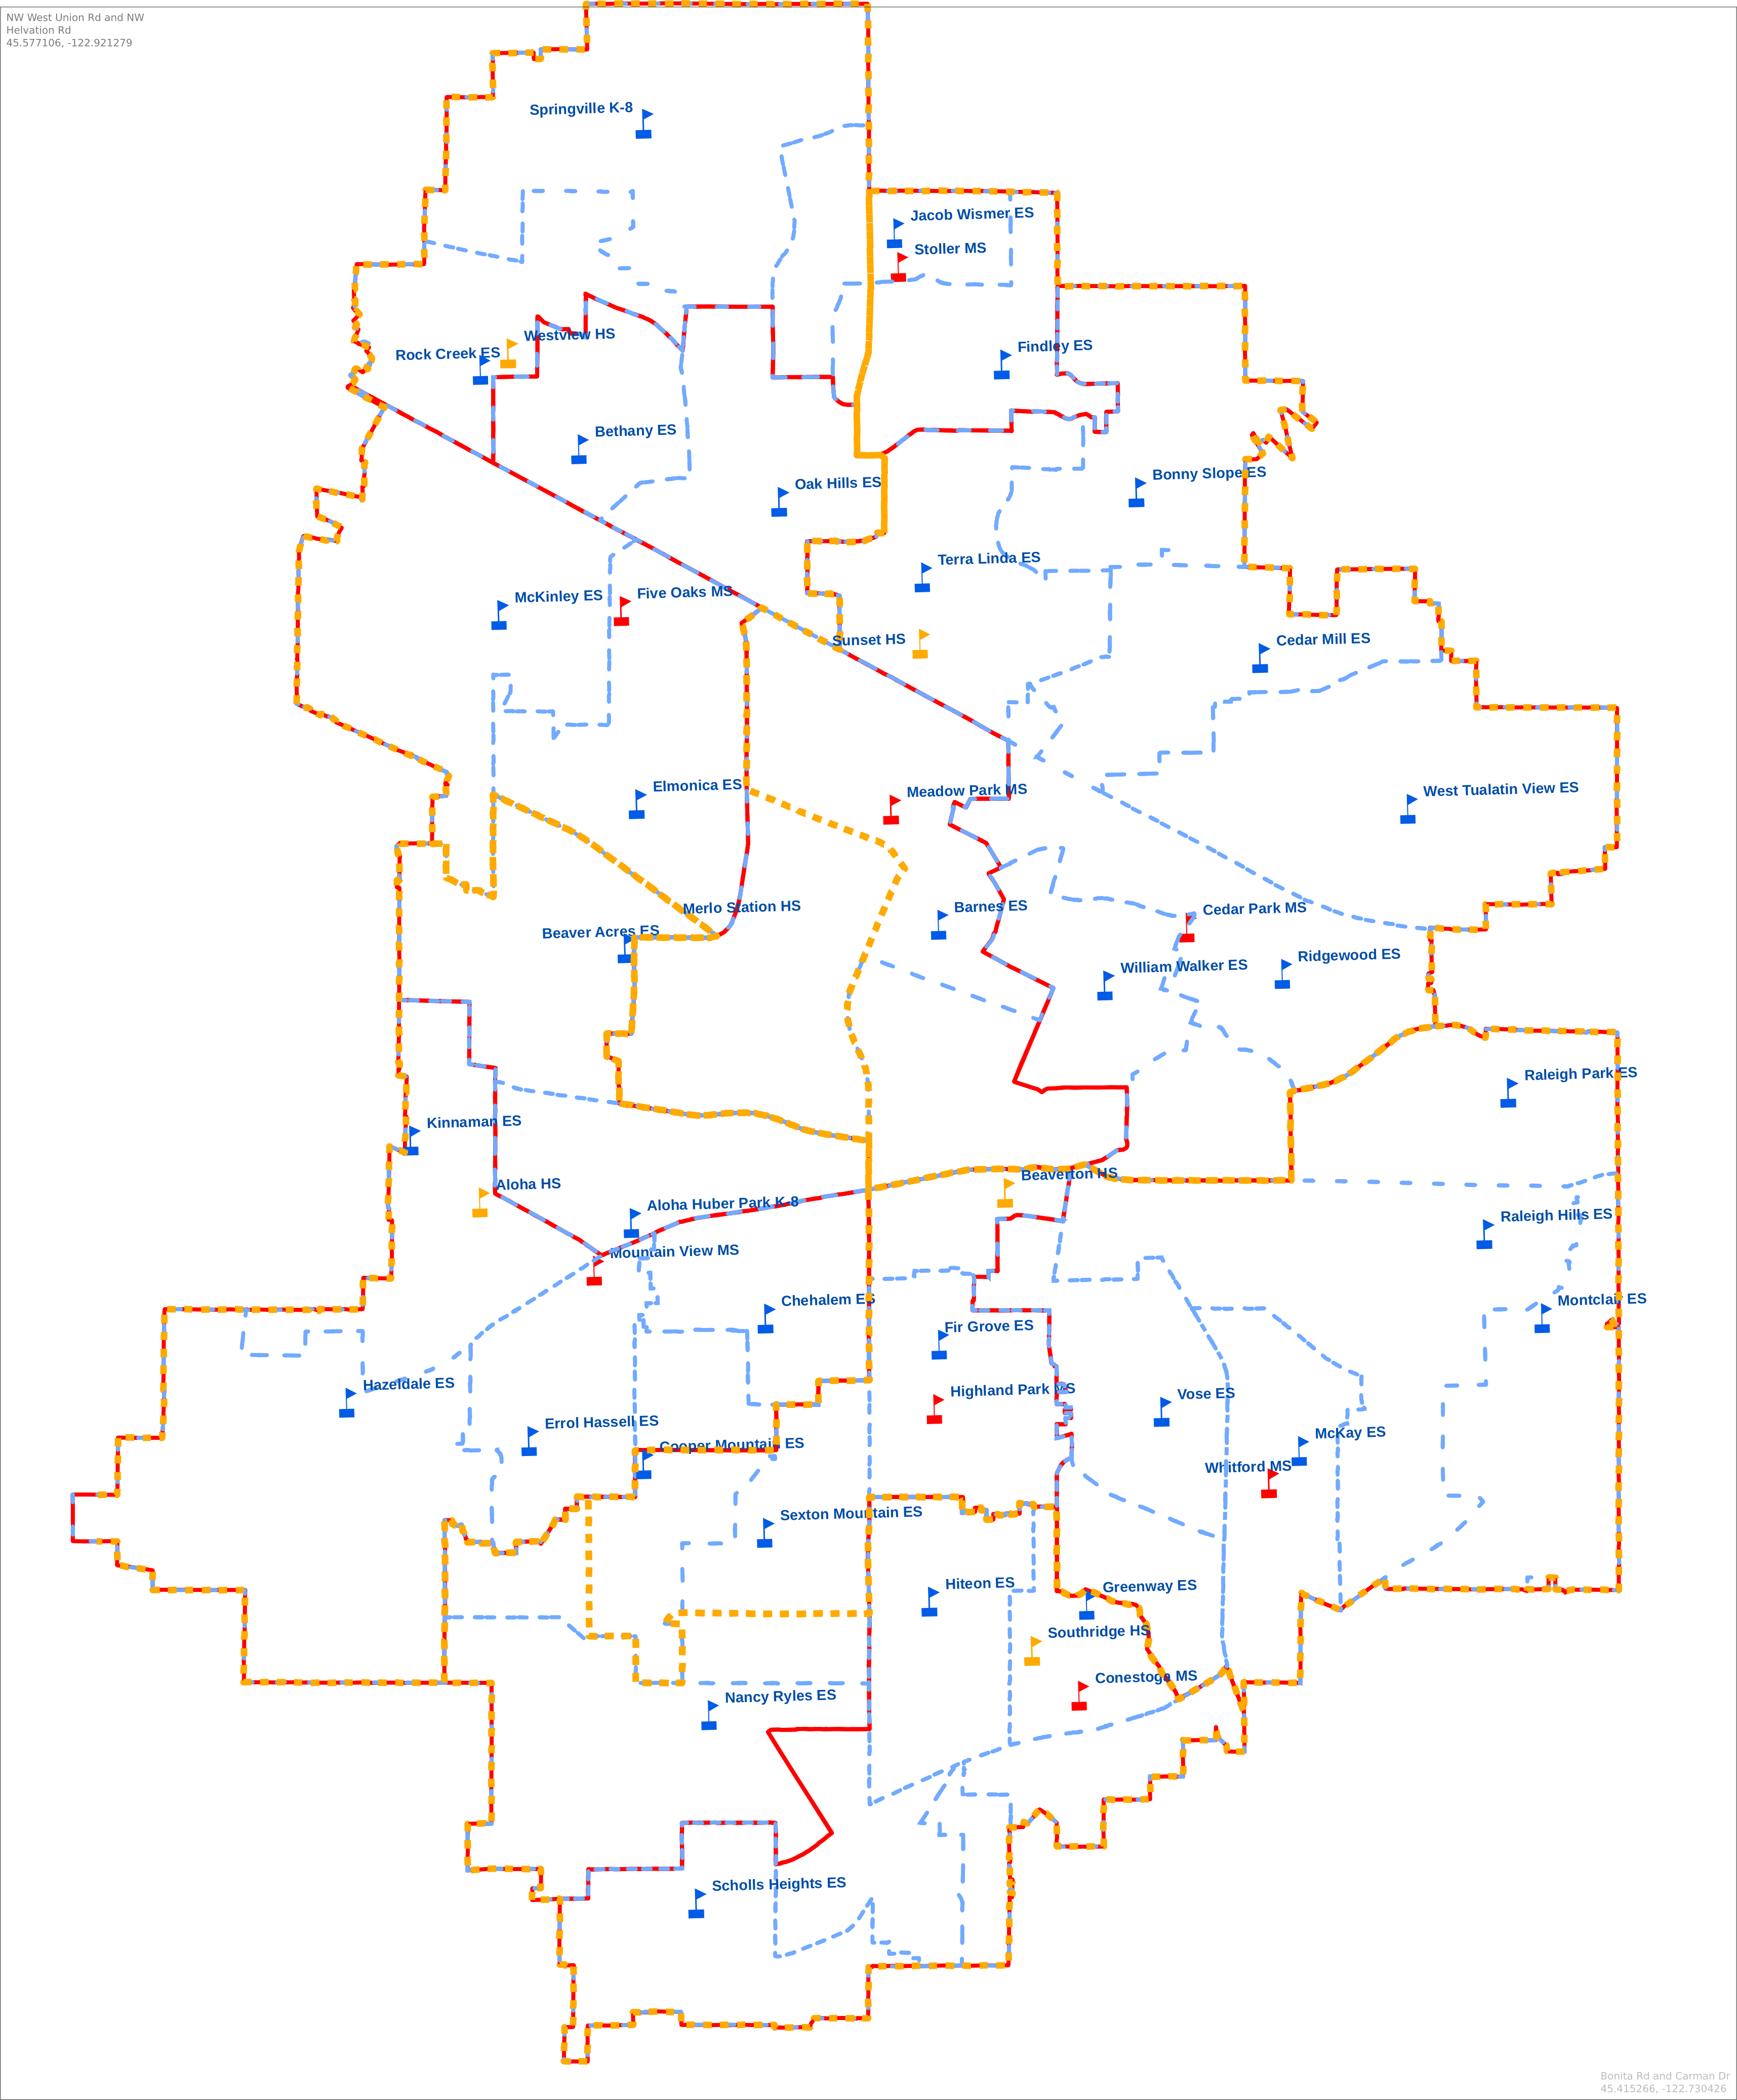 NW West Union Rd and NW
Helvation Rd
45.577106, -122.921279
Springville K-8
Jacob Wismer ES
Stoller MS
Westview HS
Rock Creek ES
Findley ES
Bethany ES
Oak Hills ES
Bonny Slope ES
Terra Linda ES
McKinley ES
Five Oaks MS
Sunset HS
Cedar Mill ES
Elmonica ES
Meadow Park MS
West Tualatin View ES
Merlo Station HS
Barnes ES
Cedar Park MS
Beaver Acres ES
William Walker ES
Ridgewood ES
Raleigh Park ES
Kinnaman ES
Aloha HS
Beaverton HS
Aloha Huber Park K-8
Raleigh Hills ES
Mountain View MS
Chehalem ES
Montclair ES
Fir Grove ES
Hazeldale ES
Highland Park MS
Vose ES
Errol Hassell ES
Cooper Mountain ES
McKay ES
Whitford MS
Sexton Mountain ES
Hiteon ES
Greenway ES
Southridge HS
Conestoga MS
Nancy Ryles ES
Scholls Heights ES
Bonita Rd and Carman Dr
45.415266, -122.730426